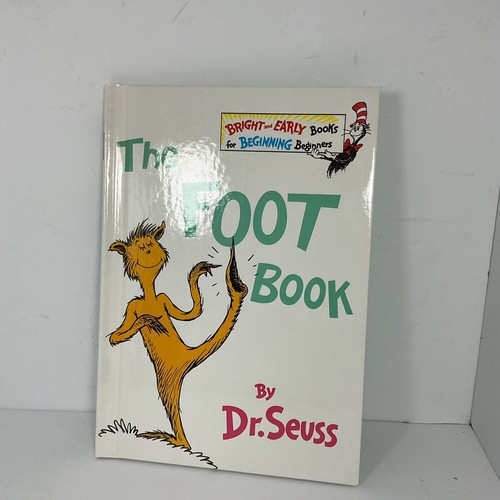 BRIGHT and EARLY Books
for BEGINNING Beginners
The
FOOT
BOOK
By
Dr. Seuss